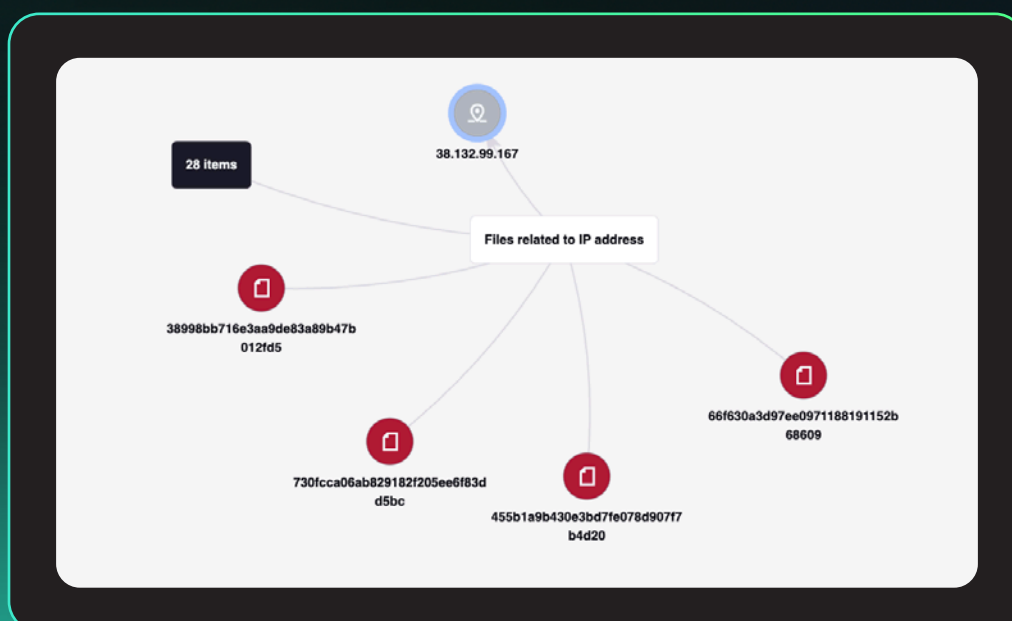 38.132.99.167
28 items
Files related to IP address
38998bb716e3aa9de83a89b47b
012fd5
66f630a3d97ee0971188191152b
68609
730fcca06ab829182f205ee6f83d
d5bc
455b1a9b430e3bd7fe078d907f7
b4d20